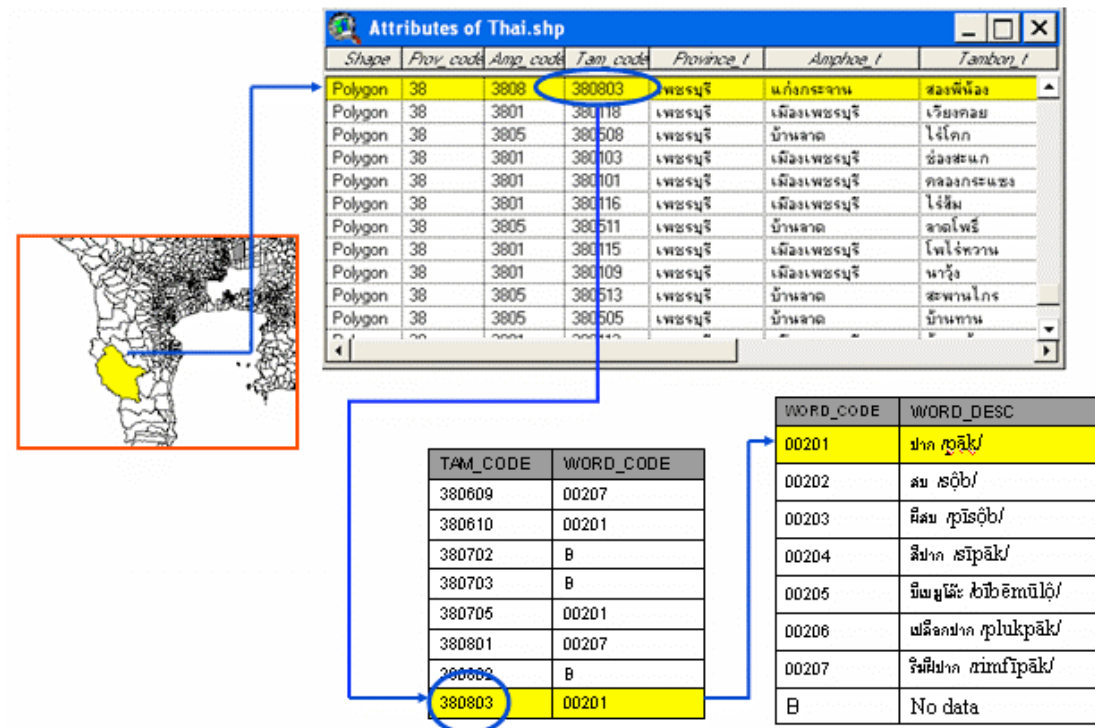 Attributes of Thai.shp
Shape Prov_code Amp_code Tam_code Province_t Amphoe_t Tambon_t
Polygon 38 3808 380803 เพชรบุรี แก่งกระจาน สองพี่น้อง
Polygon 38 3801 380118 เพชรบุรี เมืองเพชรบุรี เวียงคอย
Polygon 38 3805 380508 เพชรบุรี บ้านลาด ไร่โคก
Polygon 38 3801 380103 เพชรบุรี เมืองเพชรบุรี ช่องสะแก
Polygon 38 3801 380101 เพชรบุรี เมืองเพชรบุรี คลองกระแชง
Polygon 38 3801 380116 เพชรบุรี เมืองเพชรบุรี ไร่ส้ม
Polygon 38 3805 380511 เพชรบุรี บ้านลาด ลาดโพธิ์
Polygon 38 3801 380115 เพชรบุรี เมืองเพชรบุรี โพไร่หวาน
Polygon 38 3801 380109 เพชรบุรี เมืองเพชรบุรี นาวุ้ง
Polygon 38 3805 380513 เพชรบุรี บ้านลาด สะพานไกร
Polygon 38 3805 380505 เพชรบุรี บ้านลาด บ้านทาน
TAM_CODE WORD_CODE
380609 00207
380610 00201
380702 B
380703 B
380705 00201
380801 00207
380802 B
380803 00201
WORD_CODE WORD_DESC
00201 ปาก /pāk/
00202 สบ /sôb/
00203 ผีสบ /pīsôb/
00204 สีปาก /sīpāk/
00205 บีเบมูโล๊ะ /bībēmūlô/
00206 เปลือกปาก /plukpāk/
00207 ริมฝีปาก /rimfīpāk/
B No data